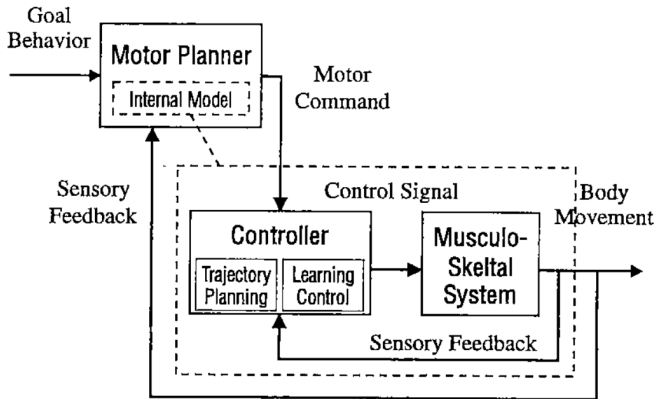 Goal
Behavior
Motor Planner
Internal Model
Motor
Command
Sensory
Feedback
Control Signal
Body
Movement
Controller
Trajectory
Planning
Learning
Control
Musculo-
Skeltal
System
Sensory Feedback